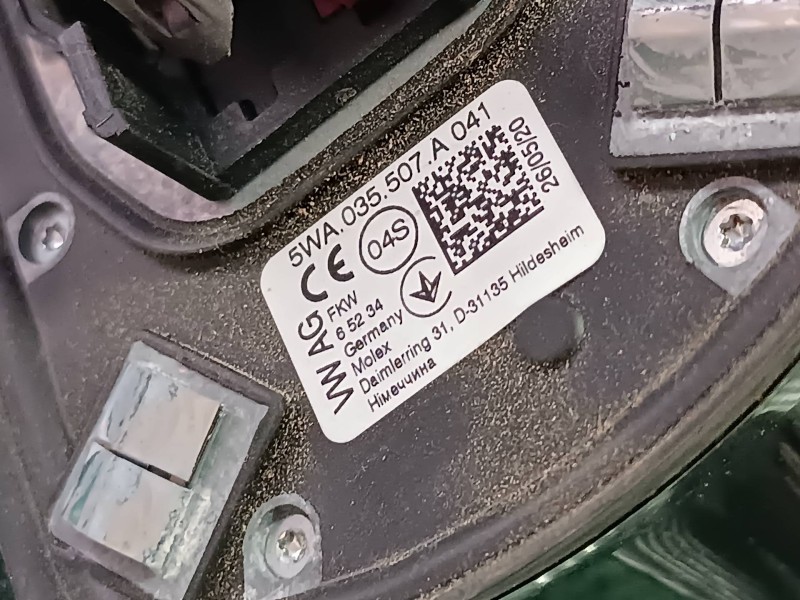 5WA.035.507.A 041
VW AG
CE
04S
26/05/20
FKW
6 52 34
Germany
Molex
Daimlerring 31, D-31135 Hildesheim
Німеччина